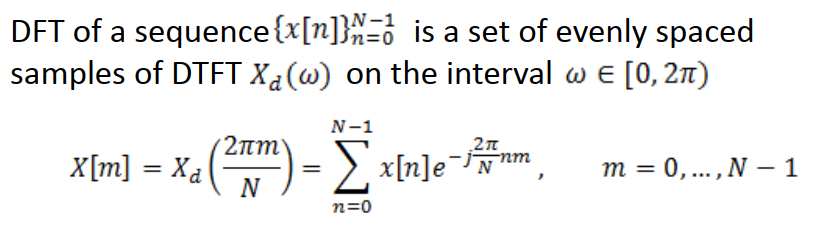 DFT of a sequence {x[n]}_{n=0}^{N-1} is a set of evenly spaced
samples of DTFT X_d(ω) on the interval ω ∈ [0, 2π)
X[m] = X_d(2πm/N) = ∑_{n=0}^{N-1} x[n]e^{-j\frac{2π}{N}nm}, m = 0, ..., N − 1